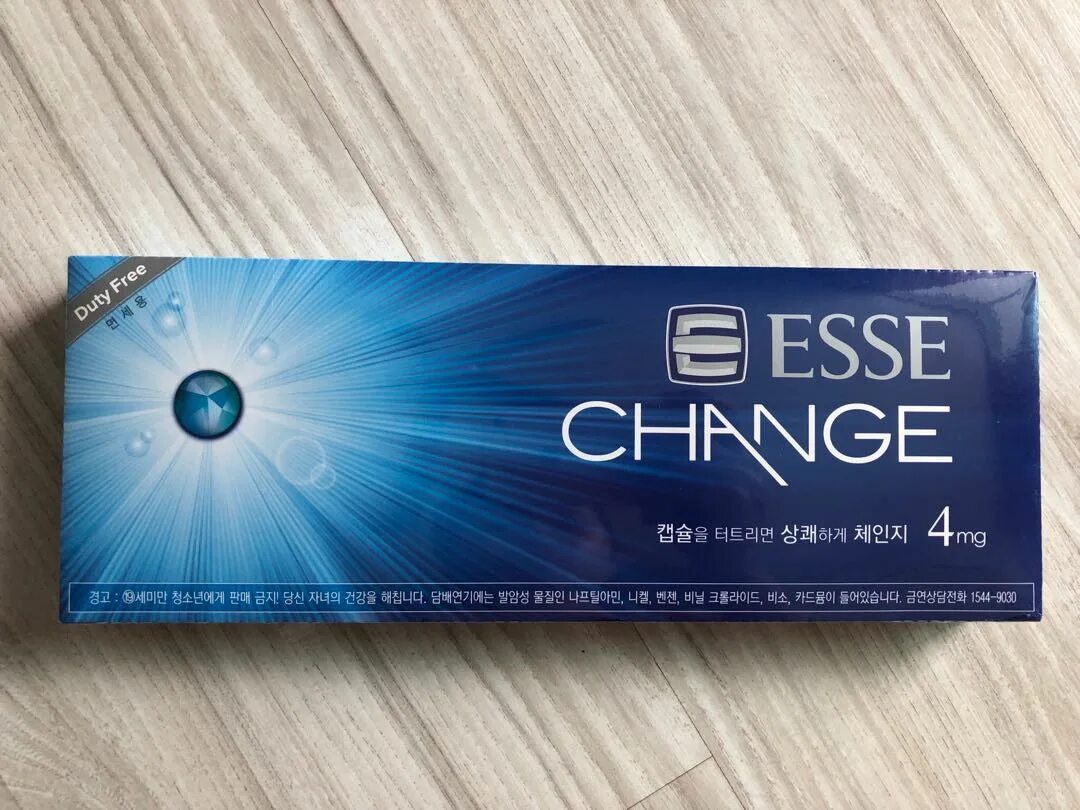 Duty Free
면세용
ESSE
CHANGE
캡슐을 터트리면 상쾌하게 체인지 4mg
경고 : ⑲세미만 청소년에게 판매 금지! 당신 자녀의 건강을 해칩니다. 담배연기에는 발암성 물질인 나프틸아민, 니켈, 벤젠, 비닐 크롤라이드, 비소, 카드뮴이 들어있습니다. 금연상담전화 1544-9030